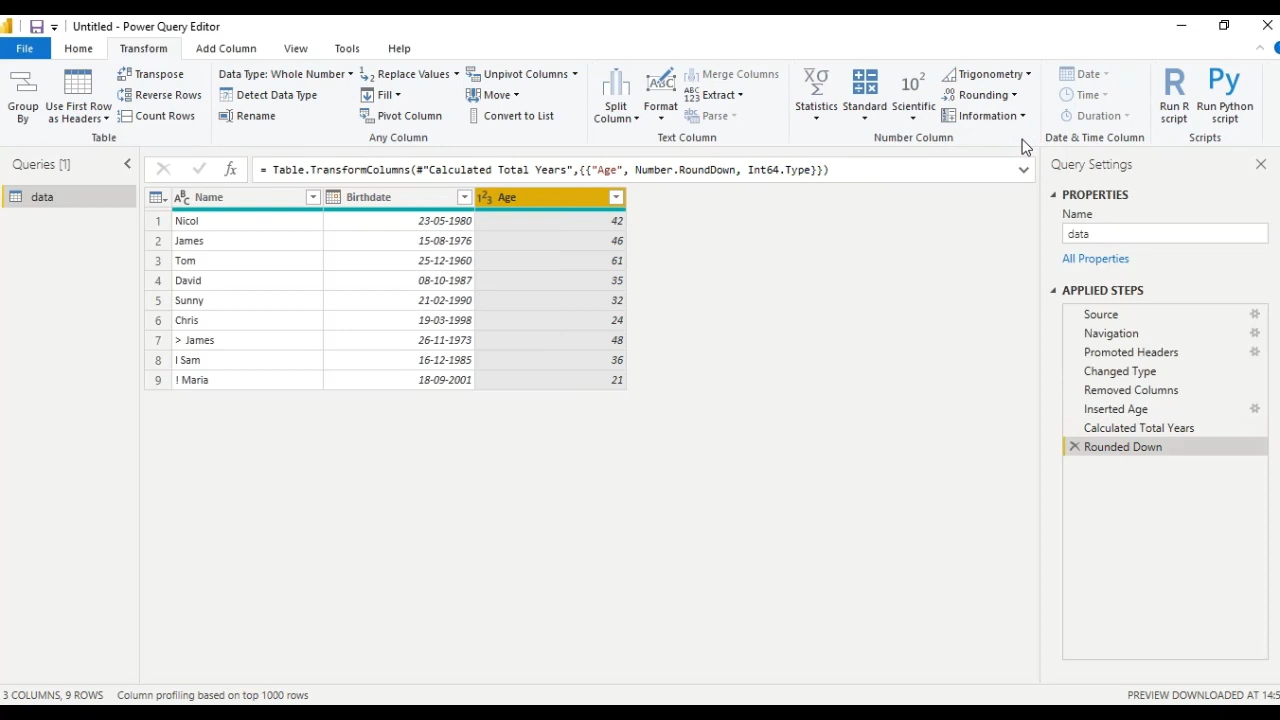 Untitled - Power Query Editor
File Home Transform Add Column View Tools Help
Group By
Use First Row as Headers
Transpose
Reverse Rows
Count Rows
Table
Data Type: Whole Number
Detect Data Type
Rename
Replace Values
Fill
Pivot Column
Unpivot Columns
Move
Convert to List
Any Column
Split Column
Format
Merge Columns
Extract
Parse
Text Column
Statistics
Standard
Scientific
Trigonometry
Rounding
Information
Number Column
Date
Time
Duration
Date & Time Column
Run R script
Run Python script
Scripts
Queries [1]
data
fx = Table.TransformColumns(#"Calculated Total Years",{{"Age", Number.RoundDown, Int64.Type}})
Name Birthdate Age
1 Nicol 23-05-1980 42
2 James 15-08-1976 46
3 Tom 25-12-1960 61
4 David 08-10-1987 35
5 Sunny 21-02-1990 32
6 Chris 19-03-1998 24
7 > James 26-11-1973 48
8 I Sam 16-12-1985 36
9 ! Maria 18-09-2001 21
Query Settings
PROPERTIES
Name
data
All Properties
APPLIED STEPS
Source
Navigation
Promoted Headers
Changed Type
Removed Columns
Inserted Age
Calculated Total Years
Rounded Down
3 COLUMNS, 9 ROWS Column profiling based on top 1000 rows
PREVIEW DOWNLOADED AT